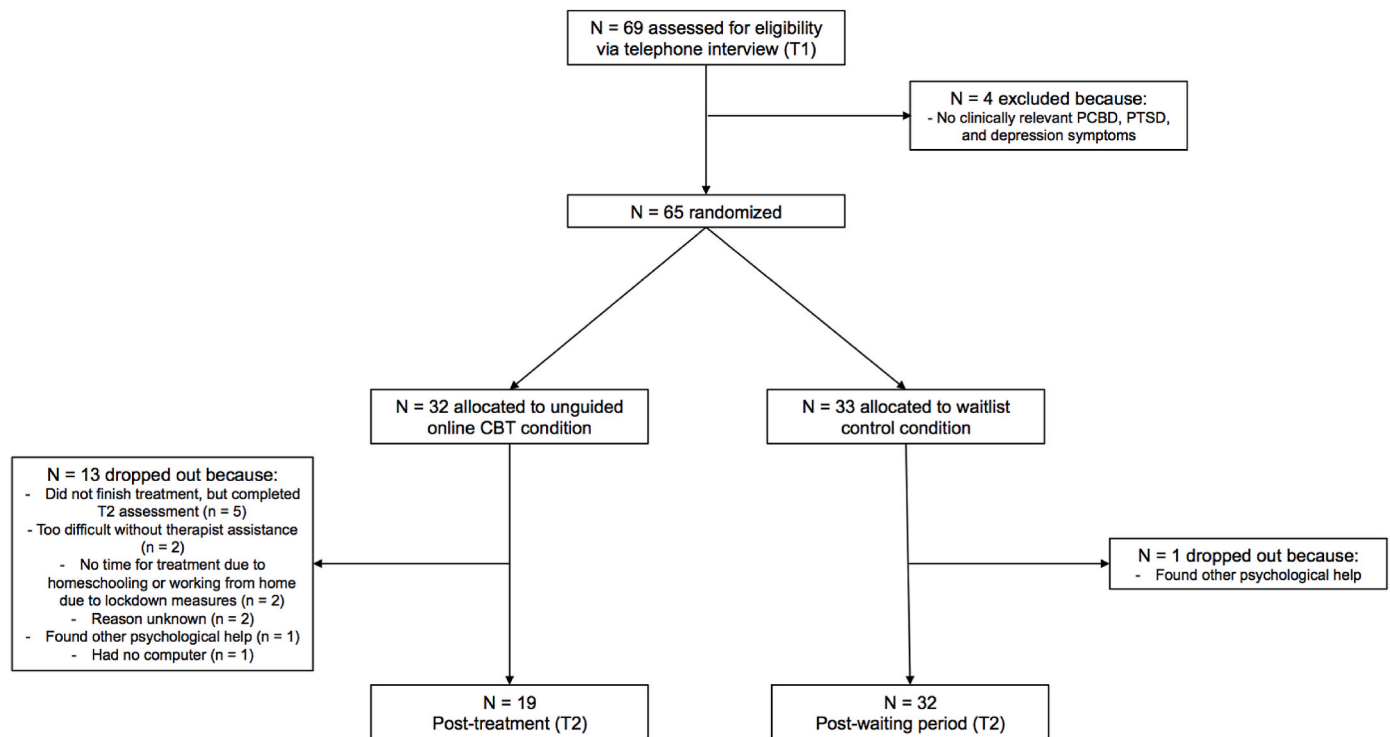 N = 69 assessed for eligibility
via telephone interview (T1)
N = 4 excluded because:
- No clinically relevant PCBD, PTSD,
and depression symptoms
N = 65 randomized
N = 32 allocated to unguided
online CBT condition
N = 33 allocated to waitlist
control condition
N = 13 dropped out because:
- Did not finish treatment, but completed
T2 assessment (n = 5)
- Too difficult without therapist assistance
(n = 2)
- No time for treatment due to
homeschooling or working from home
due to lockdown measures (n = 2)
- Reason unknown (n = 2)
- Found other psychological help (n = 1)
- Had no computer (n = 1)
N = 1 dropped out because:
- Found other psychological help
N = 19
Post-treatment (T2)
N = 32
Post-waiting period (T2)